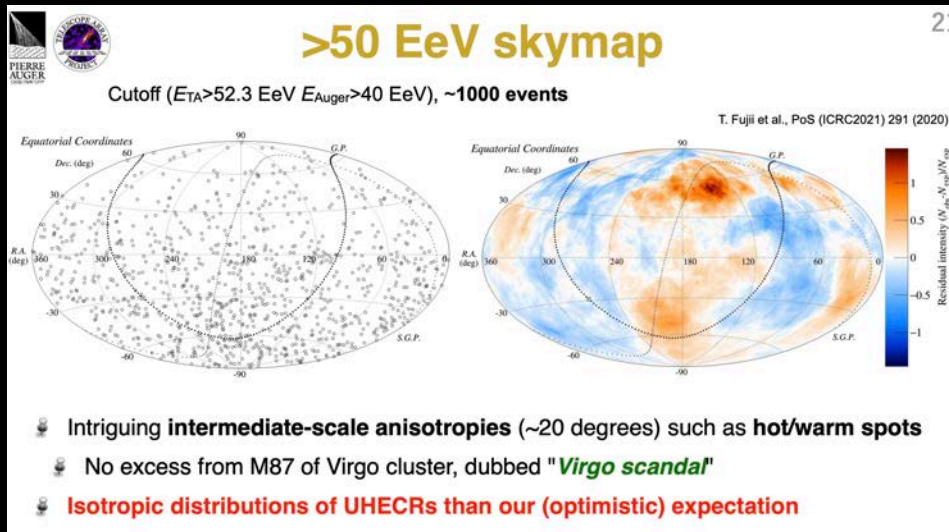 PIERRE
AUGER
TELESCOPE ARRAY
PROJECT
>50 EeV skymap
Cutoff (E_TA>52.3 EeV E_Auger>40 EeV), ~1000 events
T. Fujii et al., PoS (ICRC2021) 291 (2020)
Equatorial Coordinates
90
G.P.
60
Dec. (deg)
30
R.A.
(deg)
360
300
240
180
120
60
0
-30
-60
S.G.P.
-90
Equatorial Coordinates
90
G.P.
60
Dec. (deg)
30
R.A.
(deg)
360
300
240
180
120
60
0
-30
-60
S.G.P.
-90
1
0.5
0
-0.5
-1
Residual intensity
Intriguing intermediate-scale anisotropies (~20 degrees) such as hot/warm spots
No excess from M87 of Virgo cluster, dubbed "Virgo scandal"
Isotropic distributions of UHECRs than our (optimistic) expectation